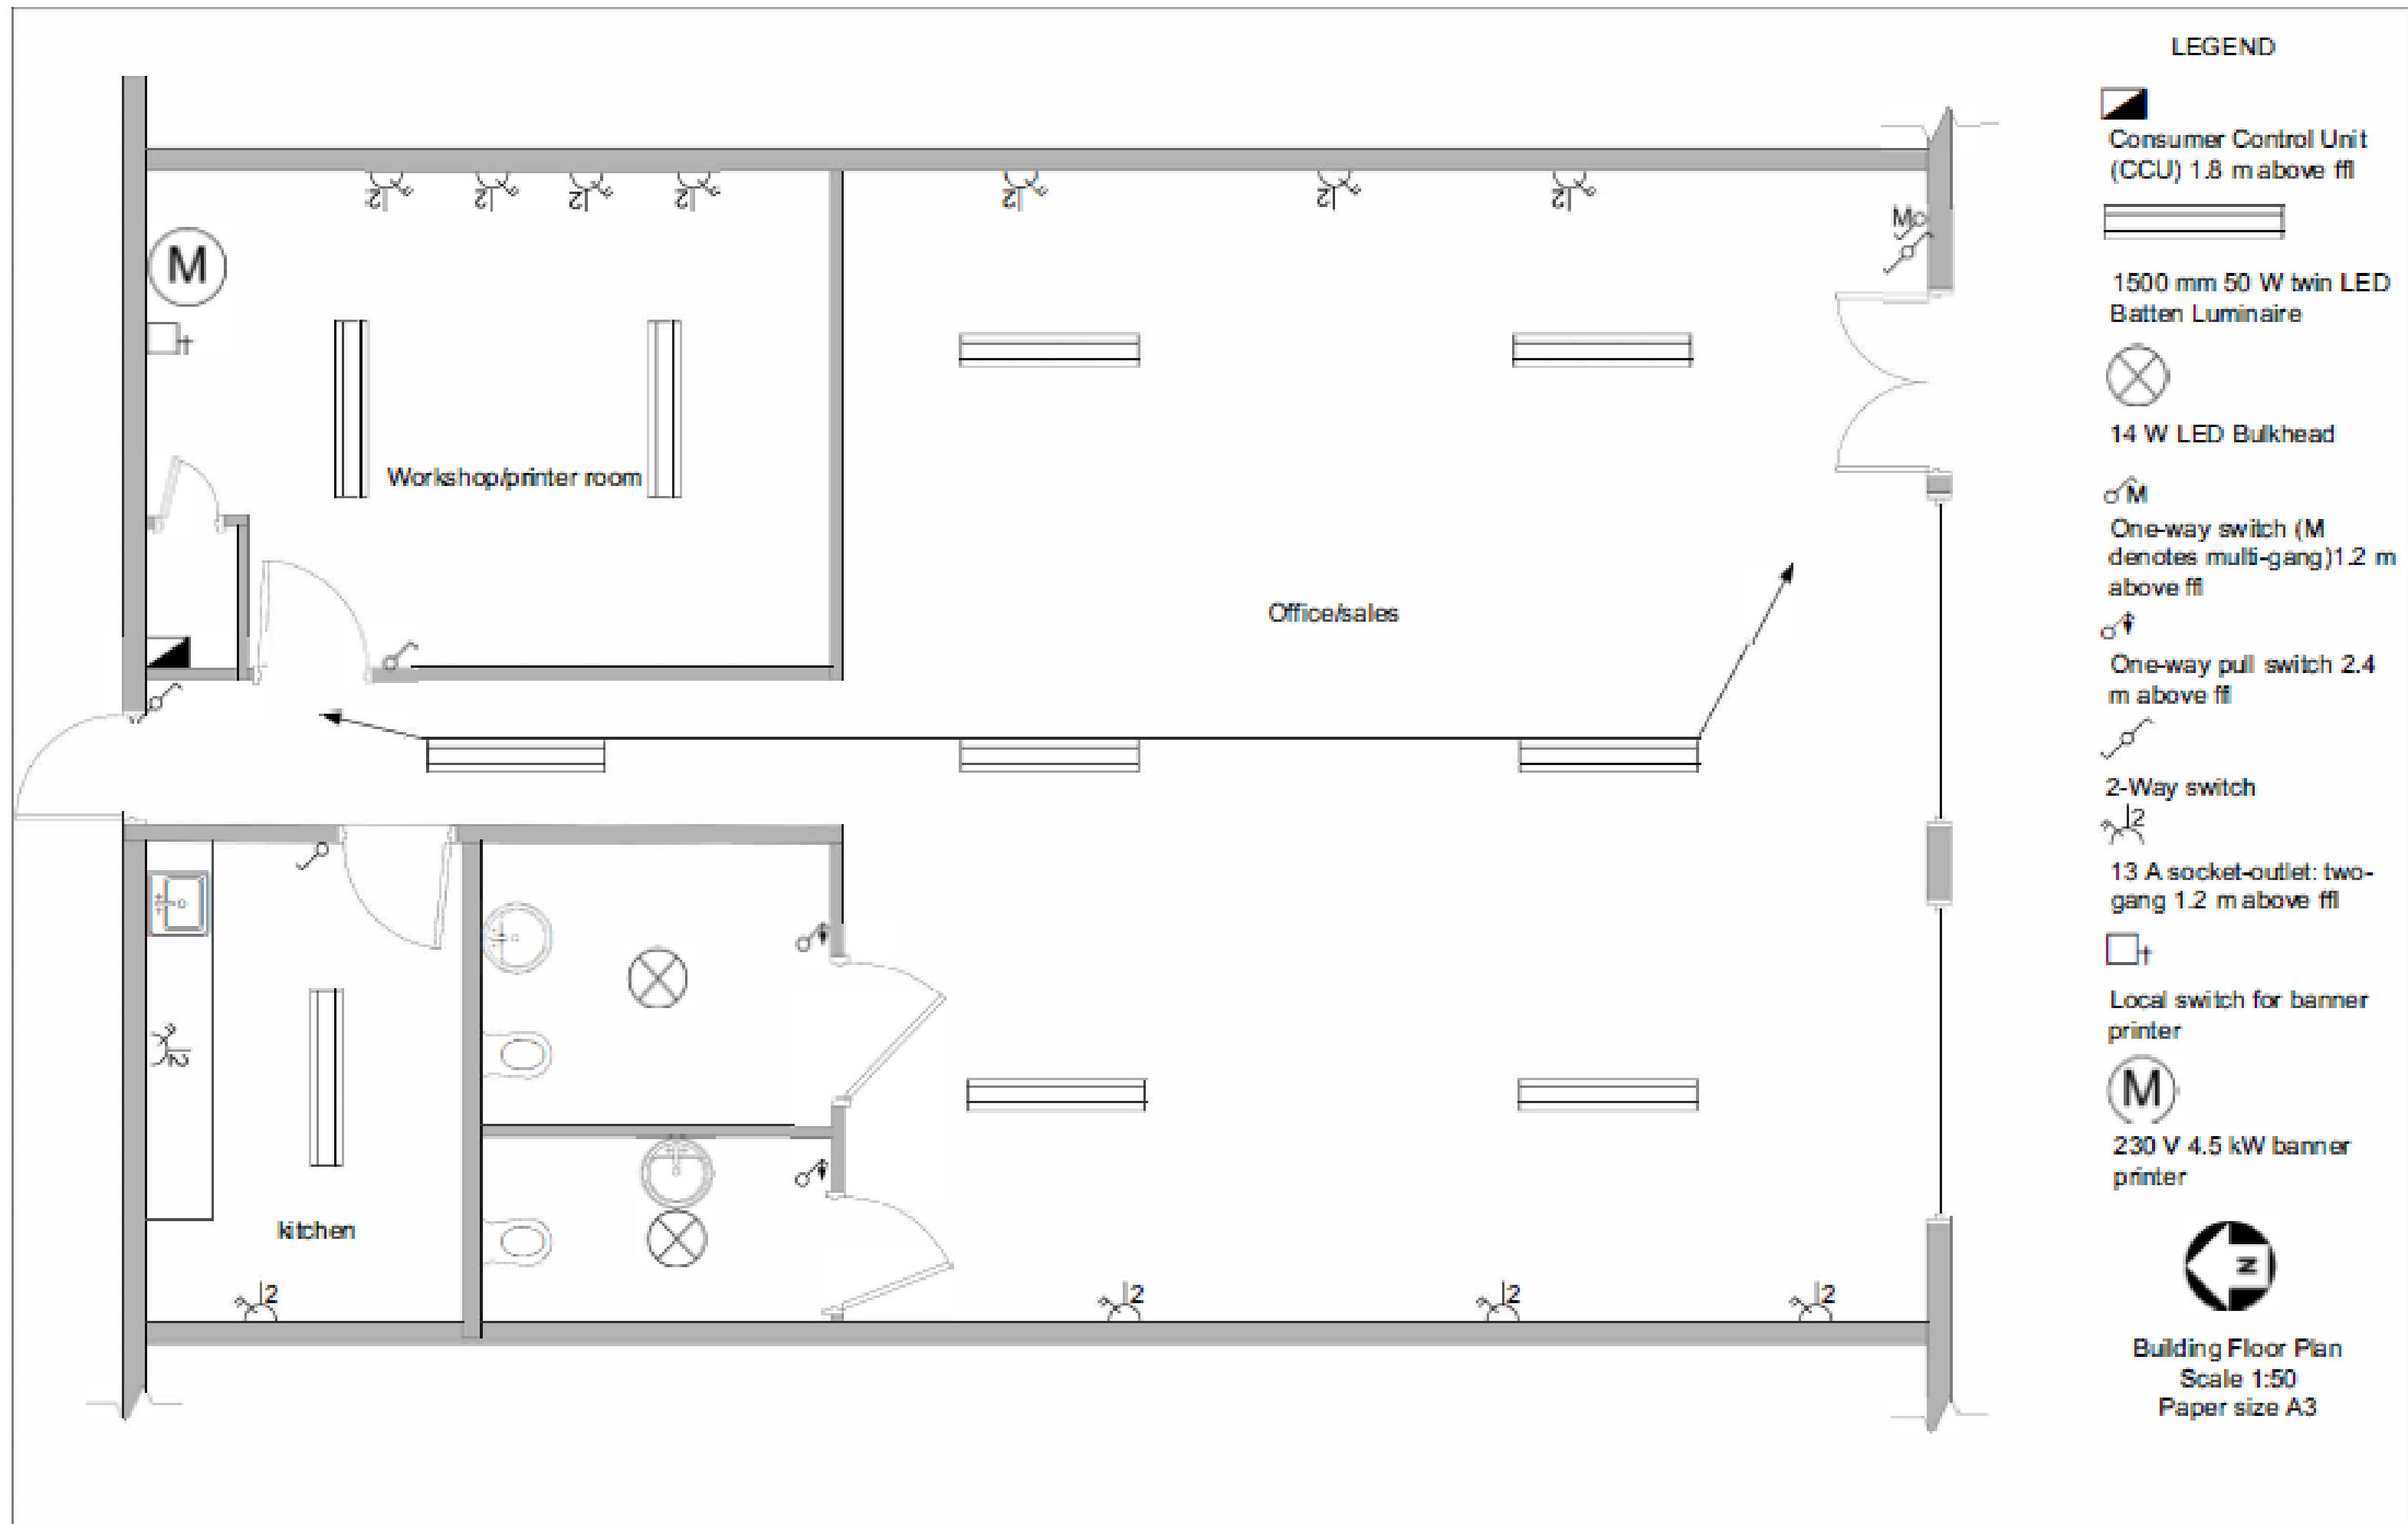 LEGEND
Consumer Control Unit
(CCU) 1.8 m above ffl
1500 mm 50 W twin LED
Batten Luminaire
14 W LED Bulkhead
M
One-way switch (M
denotes multi-gang)1.2 m
above ffl
One-way pull switch 2.4
m above ffl
2-Way switch
2
13 A socket-outlet: two-
gang 1.2 m above ffl
Local switch for banner
printer
M
230 V 4.5 kW banner
printer
N
Building Floor Plan
Scale 1:50
Paper size A3
2
2
2
2
2
2
2
M
M
Workshop/printer room
Office/sales
2
kitchen
2
2
2
2